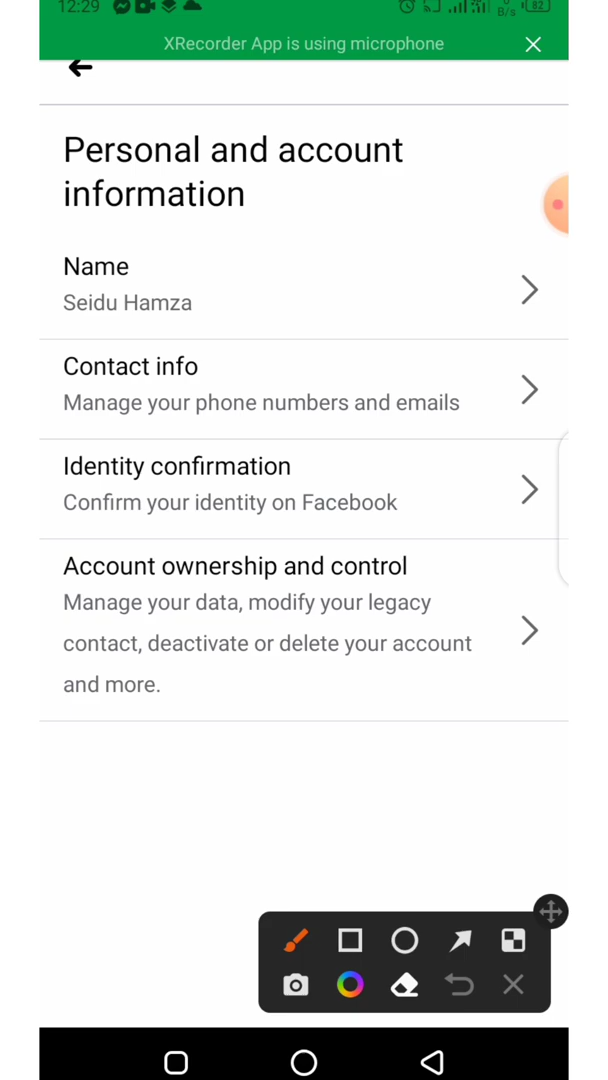 12:29
B/s
82
XRecorder App is using microphone
Personal and account
information
Name
Seidu Hamza
Contact info
Manage your phone numbers and emails
Identity confirmation
Confirm your identity on Facebook
Account ownership and control
Manage your data, modify your legacy
contact, deactivate or delete your account
and more.